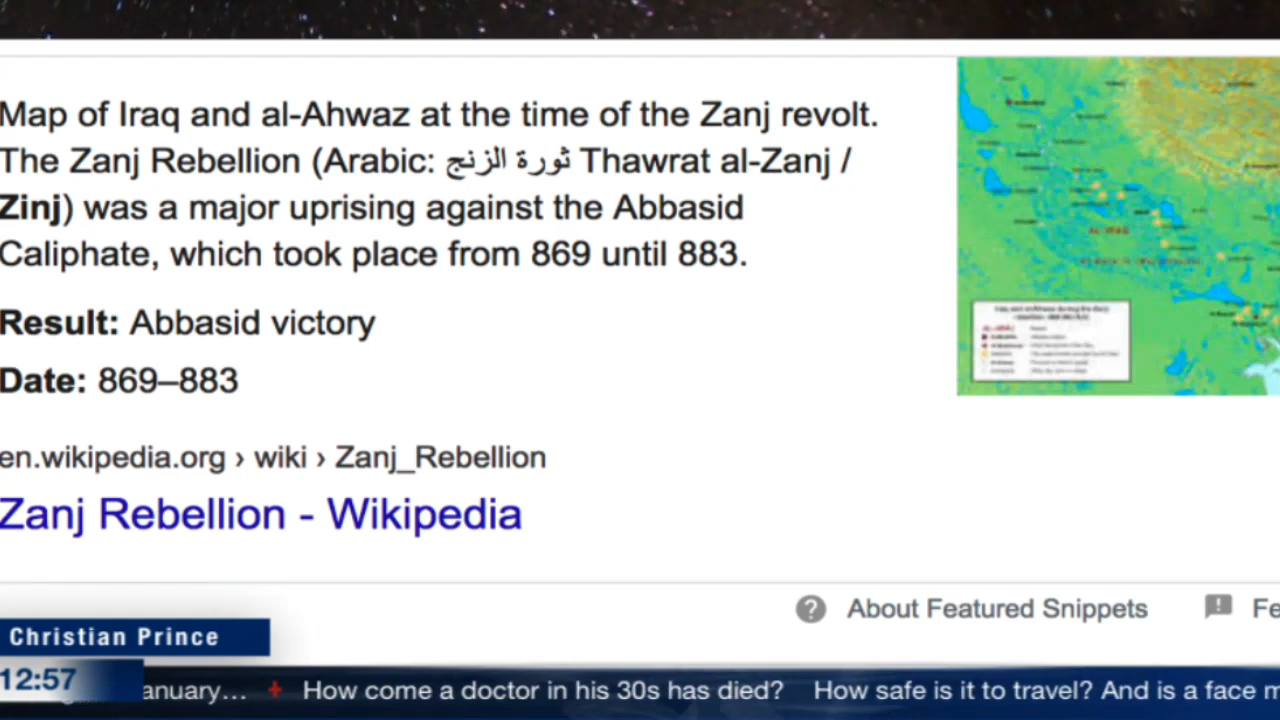 Map of Iraq and al-Ahwaz at the time of the Zanj revolt.
The Zanj Rebellion (Arabic: ثورة الزنج Thawrat al-Zanj /
Zinj) was a major uprising against the Abbasid
Caliphate, which took place from 869 until 883.
Result: Abbasid victory
Date: 869–883
en.wikipedia.org › wiki › Zanj_Rebellion
Zanj Rebellion - Wikipedia
About Featured Snippets
Fe
Christian Prince
12:57
anuary... + How come a doctor in his 30s has died? How safe is it to travel? And is a face m